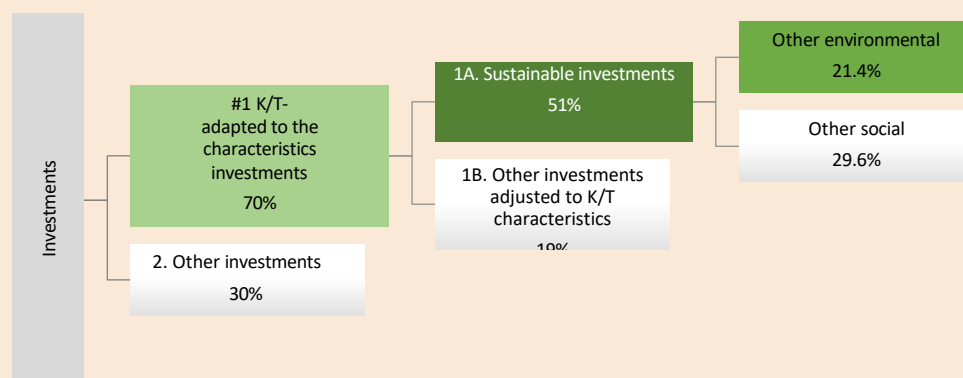 Investments
#1 K/T-
adapted to the
characteristics
investments
70%
2. Other investments
30%
1A. Sustainable investments
51%
1B. Other investments
adjusted to K/T
characteristics
19%
Other environmental
21.4%
Other social
29.6%